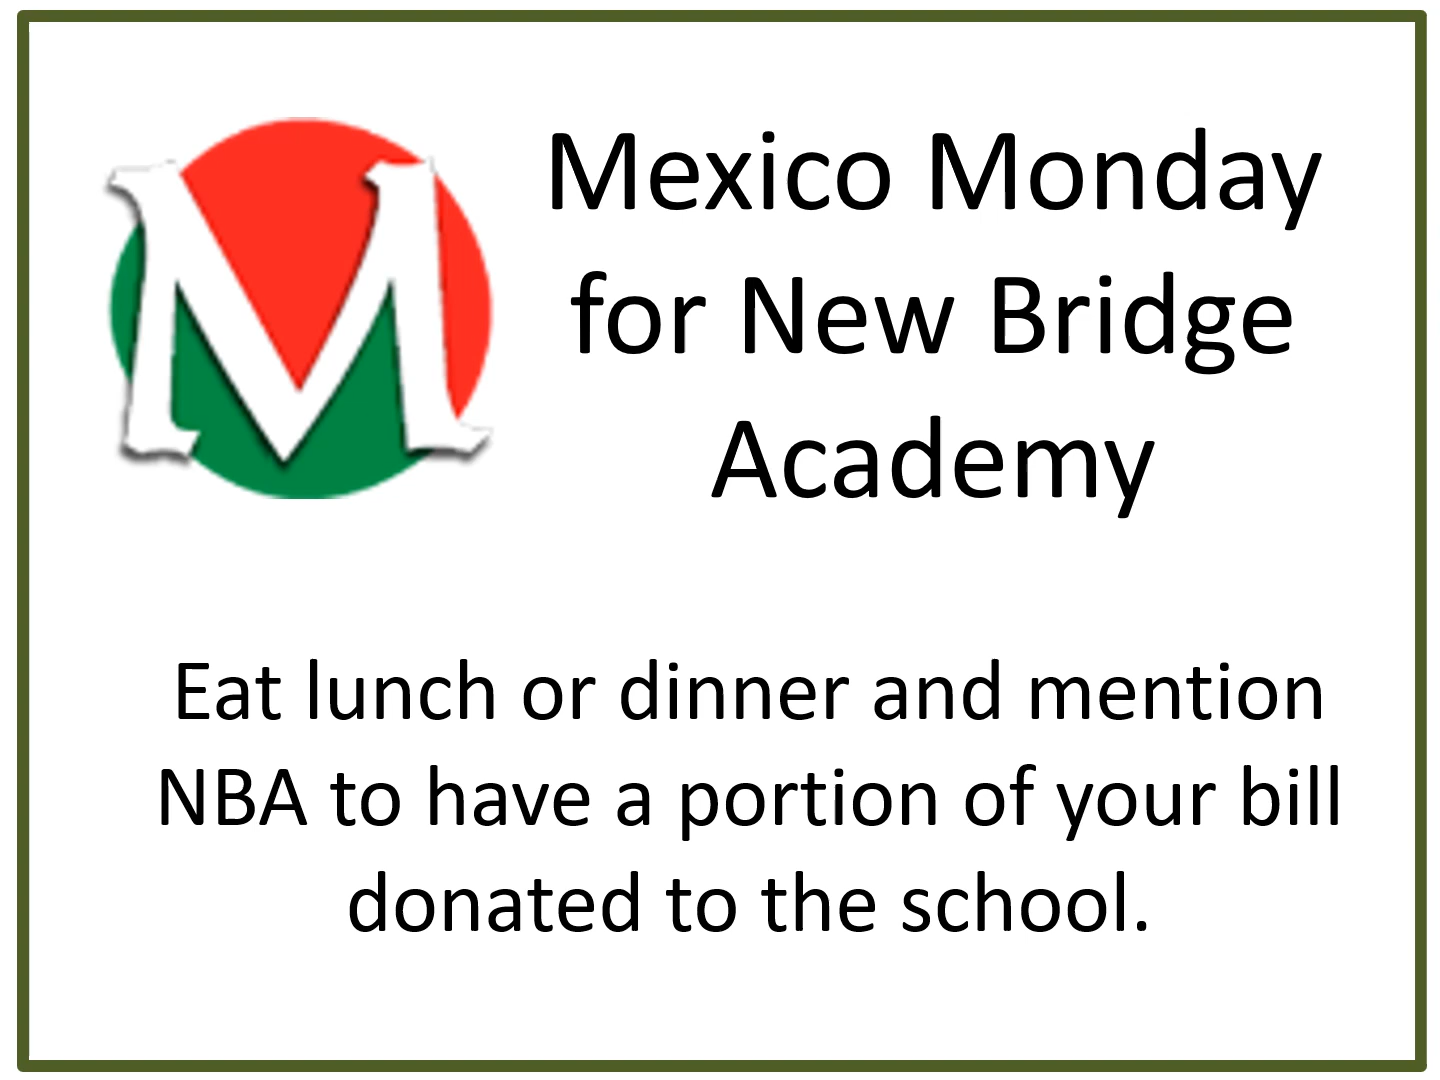 M
Mexico Monday
for New Bridge
Academy
Eat lunch or dinner and mention
NBA to have a portion of your bill
donated to the school.